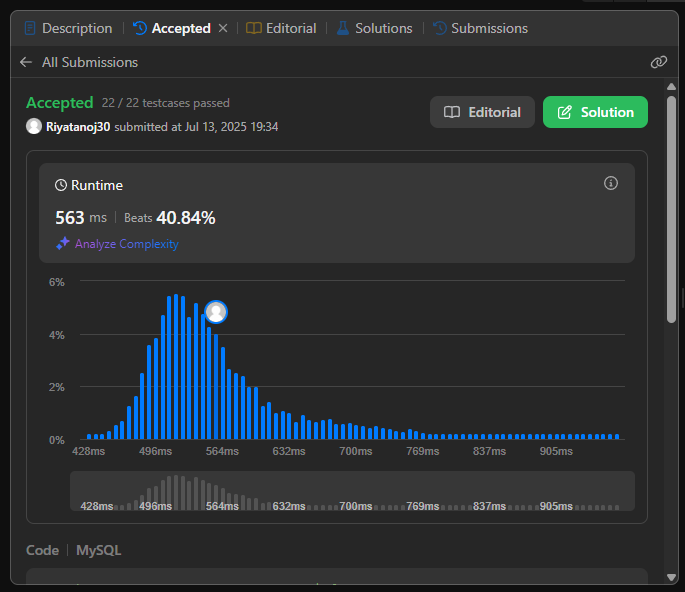 Description Accepted Editorial Solutions Submissions
All Submissions
Accepted 22 / 22 testcases passed
Riyatanoj30 submitted at Jul 13, 2025 19:34
Editorial Solution
Runtime
563 ms Beats 40.84%
Analyze Complexity
6%
4%
2%
0%
428ms 496ms 564ms 632ms 700ms 769ms 837ms 905ms
428ms 496ms 564ms 632ms 700ms 769ms 837ms 905ms
Code MySQL